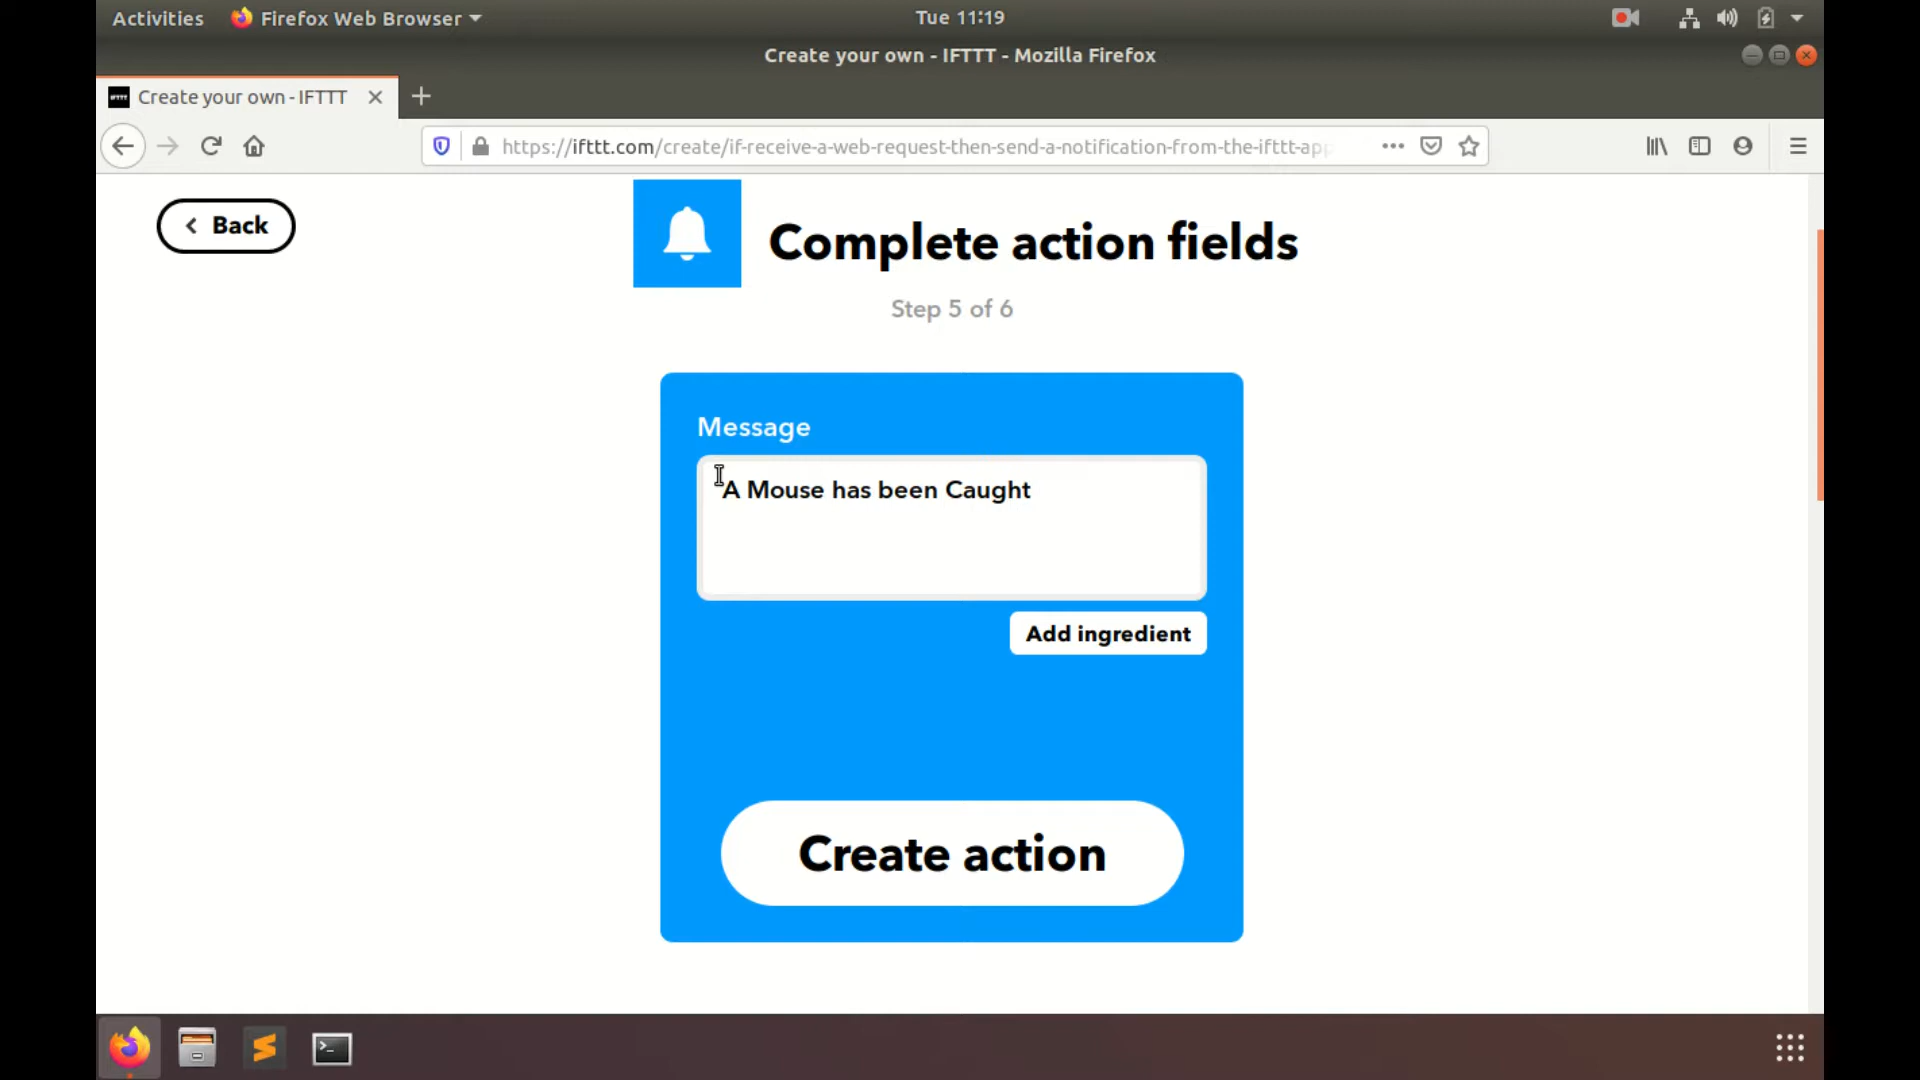 Activities
Firefox Web Browser
Tue 11:19
Create your own - IFTTT - Mozilla Firefox
IFTTT
Create your own - IFTTT
https://ifttt.com/create/if-receive-a-web-request-then-send-a-notification-from-the-ifttt-app
Back
Complete action fields
Step 5 of 6
Message
A Mouse has been Caught
Add ingredient
Create action